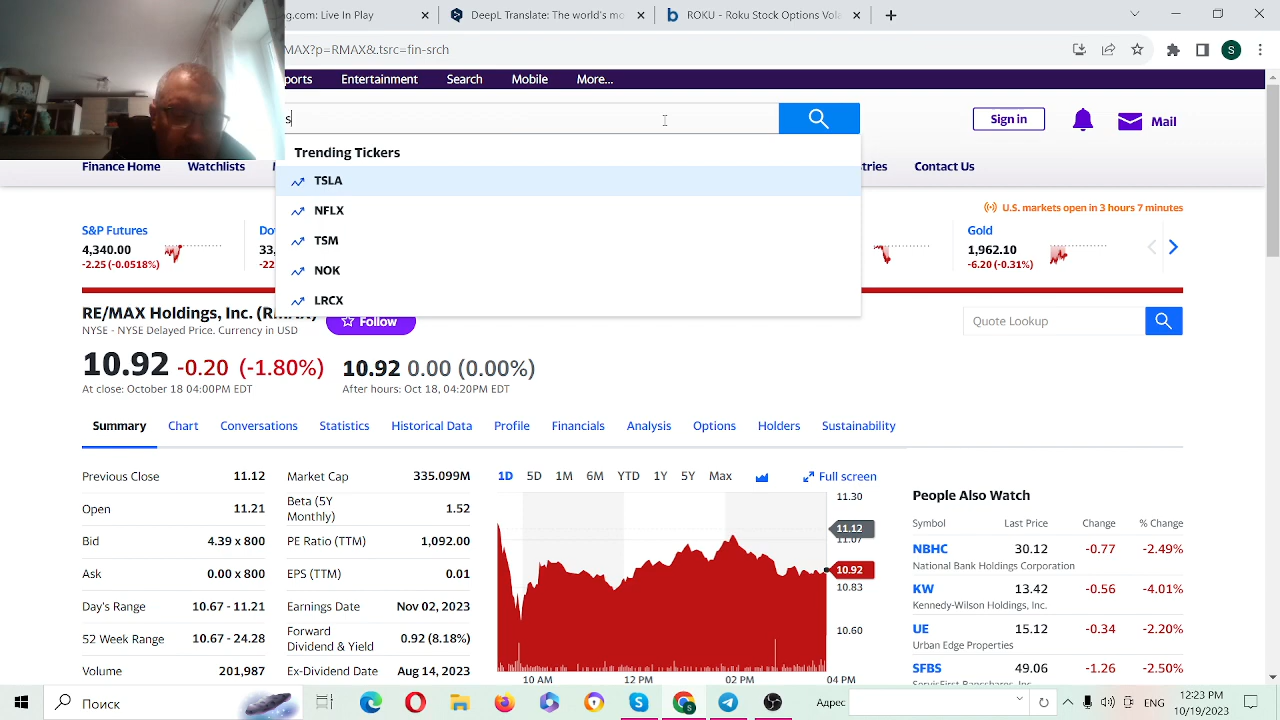 Deezer - The world's mo
ROKU - Roku Stock Options Vola
MAX?p=RMAX&.tsrc=fin-srch
S
orts
Entertainment
Search
Mobile
More...
s
Sign in
Mail
Trending Tickers
Finance Home
Watchlists
tries
Contact Us
TSLA
NFLX
TSM
NOK
LRCX
U.S. markets open in 3 hours 7 minutes
S&P Futures
4,340.00
-2.25 (-0.0518%)
Gold
1,962.10
-6.20 (-0.31%)
RE/MAX Holdings, Inc. (RMAX)
Follow
NYSE - NYSE Delayed Price. Currency in USD
Quote Lookup
10.92 -0.20 (-1.80%)
10.92 0.00 (0.00%)
At close: October 18 04:00PM EDT
After hours: Oct 18, 04:20PM EDT
Summary
Chart
Conversations
Statistics
Historical Data
Profile
Financials
Analysis
Options
Holders
Sustainability
Previous Close 11.12
Open 11.21
Bid 4.39 x 800
Ask 0.00 x 800
Day's Range 10.67 - 11.21
52 Week Range 10.67 - 24.28
Volume 201,987
Market Cap 335.099M
Beta (5Y
Monthly) 1.52
PE Ratio (TTM) 1,092.00
EPS (TTM) 0.01
Earnings Date Nov 02, 2023
Forward
Dividend & Yield 0.92 (8.18%)
Ex-Dividend Date Aug 14, 2023
1D 5D 1M 6M YTD 1Y 5Y Max
Full screen
11.30
11.12
11.07
10.92
10.83
10.60
10 AM 12 PM 02 PM 04 PM
People Also Watch
Symbol Last Price Change % Change
NBHC 30.12 -0.77 -2.49%
National Bank Holdings Corporation
KW 13.42 -0.56 -4.01%
Kennedy-Wilson Holdings, Inc.
UE 15.12 -0.34 -2.20%
Urban Edge Properties
SFBS 49.06 -1.26 -2.50%
ServisFirst Bancshares, Inc.
Поиск
Адрес
ENG
12:23 PM
10/19/2023